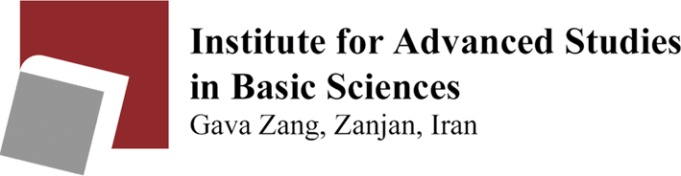 Institute for Advanced Studies
in Basic Sciences
Gava Zang, Zanjan, Iran